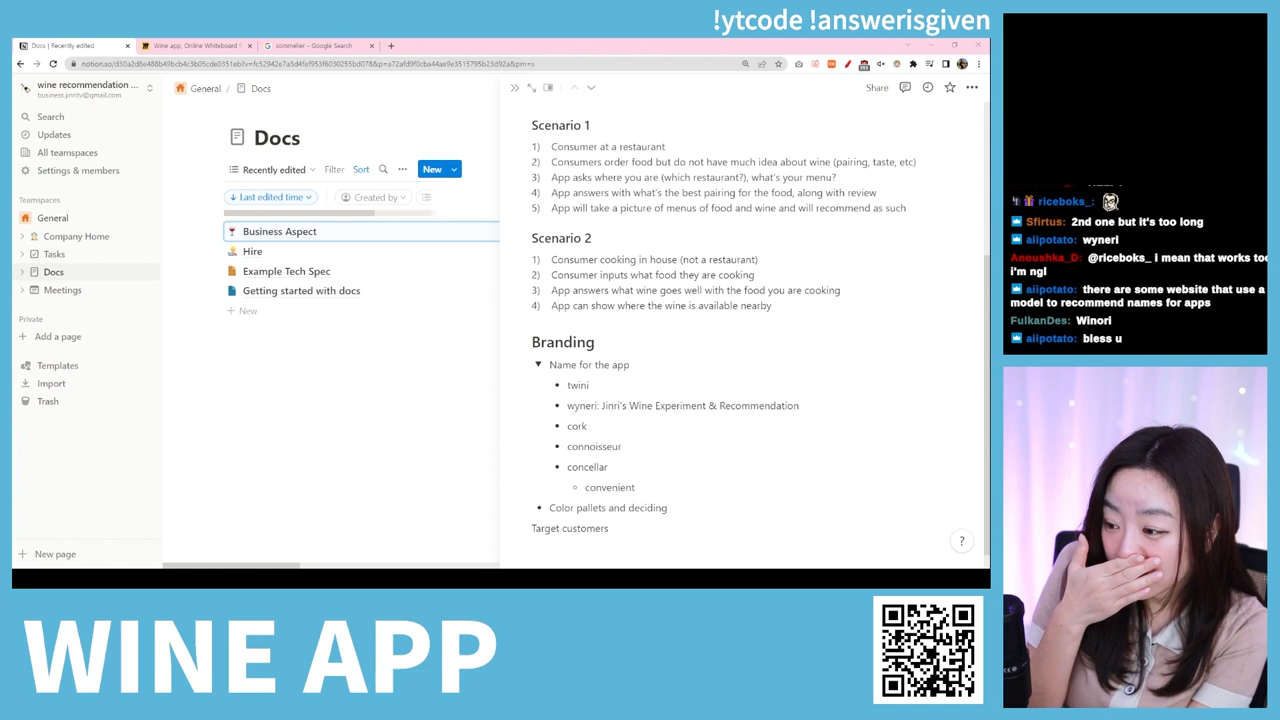 !ytcode !answerisgiven
Docs | Recently edited
Wine app, Online Whiteboard
sommelier - Google Search
wine recommendation ...
business.jinritv@gmail.com
Search
Updates
All teamspaces
Settings & members
Teamspaces
General
Company Home
Tasks
Docs
Meetings
Private
Add a page
Templates
Import
Trash
New page
General / Docs
Docs
Recently edited Filter Sort ... New
Last edited time Created by
Business Aspect
Hire
Example Tech Spec
Getting started with docs
New
Share
Scenario 1
1) Consumer at a restaurant
2) Consumers order food but do not have much idea about wine (pairing, taste, etc)
3) App asks where you are (which restaurant?), what's your menu?
4) App answers with what's the best pairing for the food, along with review
5) App will take a picture of menus of food and wine and will recommend as such
Scenario 2
1) Consumer cooking in house (not a restaurant)
2) Consumer inputs what food they are cooking
3) App answers what wine goes well with the food you are cooking
4) App can show where the wine is available nearby
Branding
Name for the app
twini
wyneri: Jinri's Wine Experiment & Recommendation
cork
connoisseur
concellar
convenient
Color pallets and deciding
Target customers
?
riceboks_:
Sfirtus: 2nd one but it's too long
aiipotato: wyneri
Anoushka_D: @riceboks_ i mean that works too
i'm ngl
aiipotato: there are some website that use a
model to recommend names for apps
FulkanDes: Winori
aiipotato: bless u
WINE APP